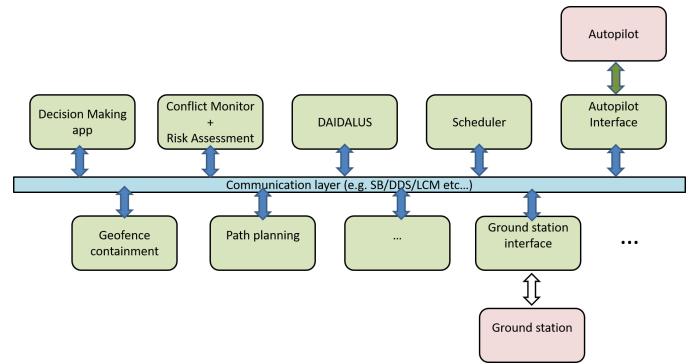 Autopilot
Decision Making
app
Conflict Monitor
+
Risk Assessment
DAIDALUS
Scheduler
Autopilot
Interface
Communication layer (e.g. SB/DDS/LCM etc...)
Geofence
containment
Path planning
...
Ground station
interface
...
Ground station